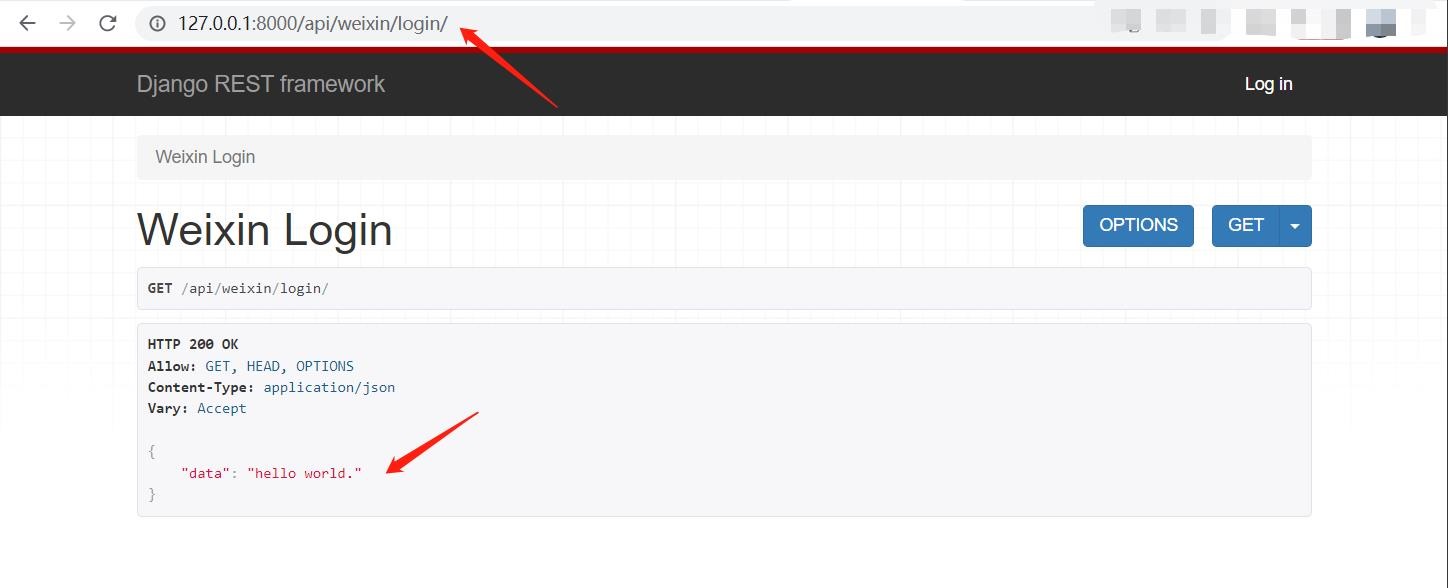 127.0.0.1:8000/api/weixin/login/
Django REST framework
Log in
Weixin Login
Weixin Login
OPTIONS
GET
GET /api/weixin/login/
HTTP 200 OK
Allow: GET, HEAD, OPTIONS
Content-Type: application/json
Vary: Accept
{
"data": "hello world."
}